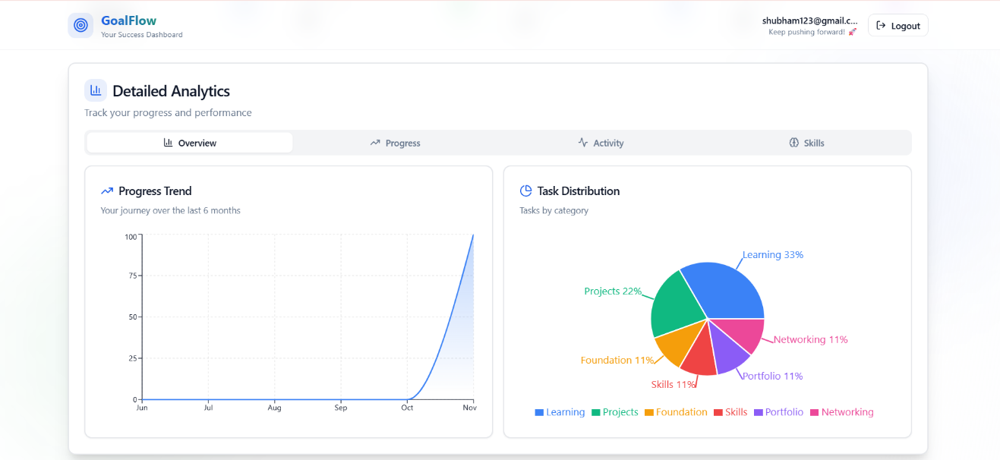 GoalFlow
Your Success Dashboard
shubham123@gmail.c...
Keep pushing forward! 🚀
Logout
Detailed Analytics
Track your progress and performance
Overview
Progress
Activity
Skills
Progress Trend
Your journey over the last 6 months
100
75
50
25
0
Jun
Jul
Aug
Sep
Oct
Nov
Task Distribution
Tasks by category
Learning 33%
Projects 22%
Networking 11%
Foundation 11%
Portfolio 11%
Skills 11%
Learning
Projects
Foundation
Skills
Portfolio
Networking